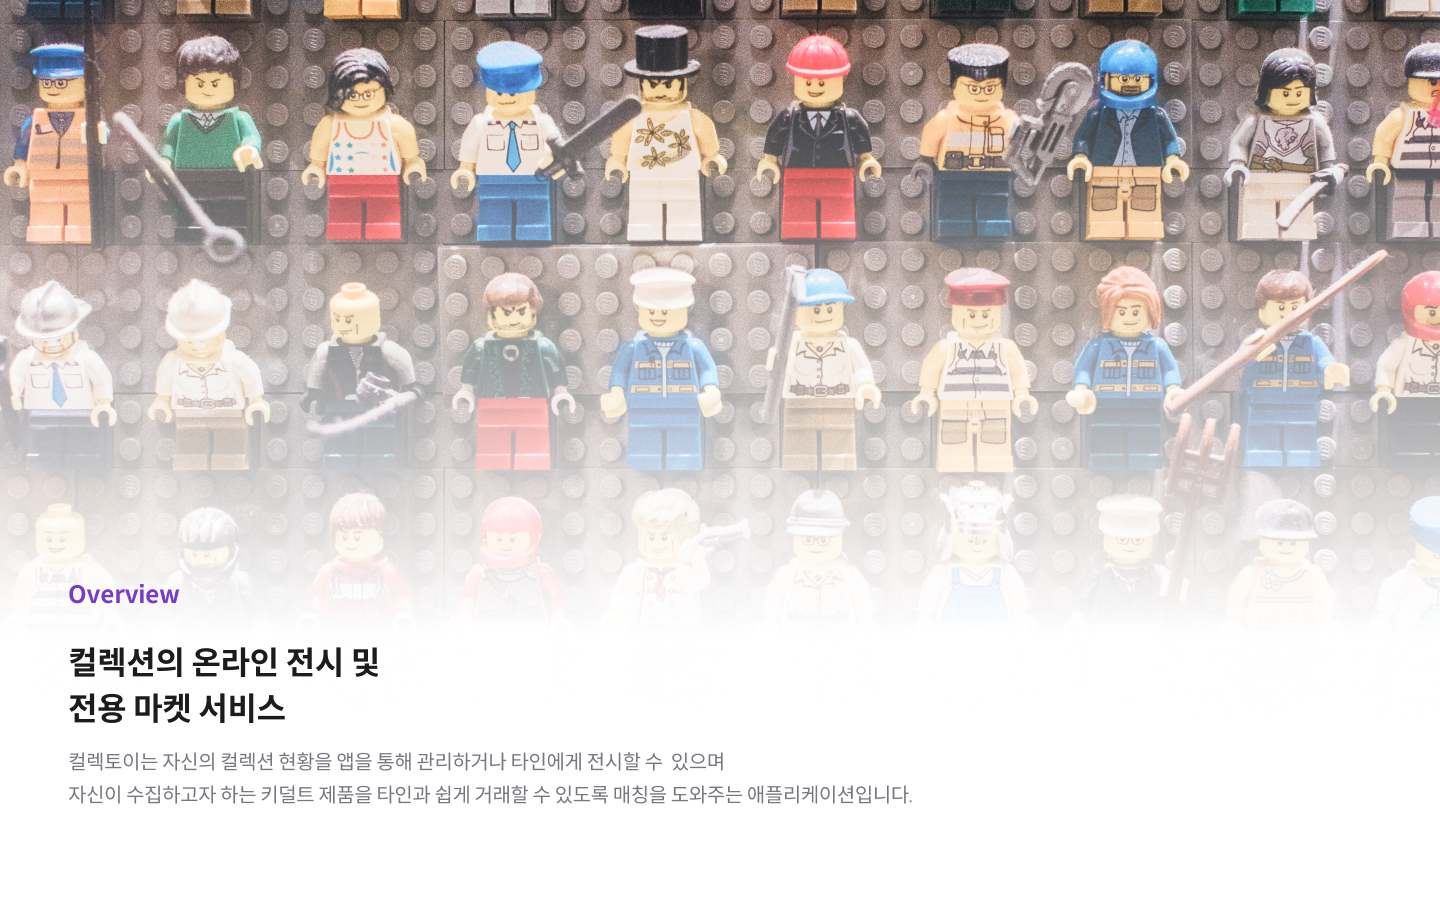 Overview
컬렉션의 온라인 전시 및
전용 마켓 서비스
컬렉토이는 자신의 컬렉션 현황을 앱을 통해 관리하거나 타인에게 전시할 수 있으며
자신이 수집하고자 하는 키덜트 제품을 타인과 쉽게 거래할 수 있도록 매칭을 도와주는 애플리케이션입니다.